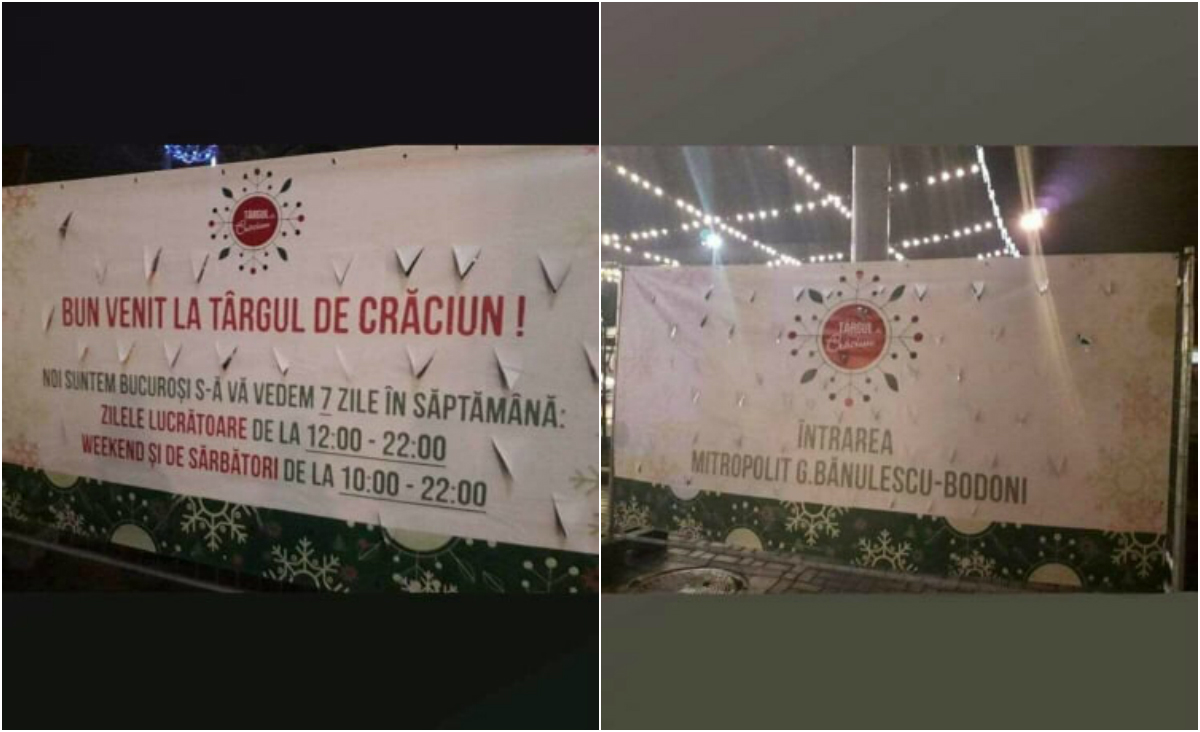 TÂRGUL de
Crăciun
BUN VENIT LA TÂRGUL DE CRĂCIUN !
NOI SUNTEM BUCUROȘI S-Ă VĂ VEDEM 7 ZILE ÎN SĂPTĂMÂNĂ:
ZILELE LUCRĂTOARE DE LA 12:00 - 22:00
WEEKEND ȘI DE SĂRBĂTORI DE LA 10:00 - 22:00
TÂRGUL de
Crăciun
ÎNTRAREA
MITROPOLIT G.BĂNULESCU-BODONI